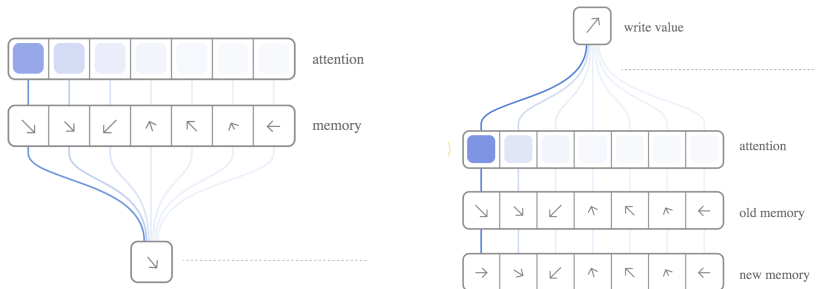 attention
memory
write value
attention
old memory
new memory